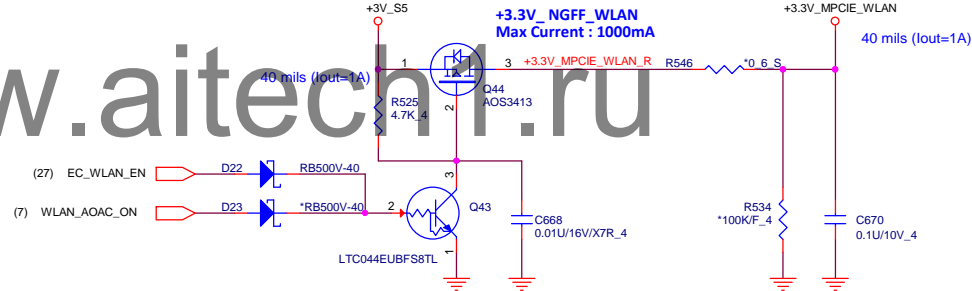 +3V_S5
+3.3V_ NGFF_WLAN
Max Current : 1000mA
+3.3V_MPCIE_WLAN
40 mils (Iout=1A)
40 mils (Iout=1A)
1
3
+3.3V_MPCIE_WLAN_R
R546
*0_6_S
Q44
AOS3413
2
R525
4.7K_4
www.aitech1.ru
(27) EC_WLAN_EN
D22
RB500V-40
(7) WLAN_AOAC_ON
D23
*RB500V-40
2
3
Q43
1
LTC044EUBFS8TL
C668
0.01U/16V/X7R_4
R534
*100K/F_4
C670
0.1U/10V_4